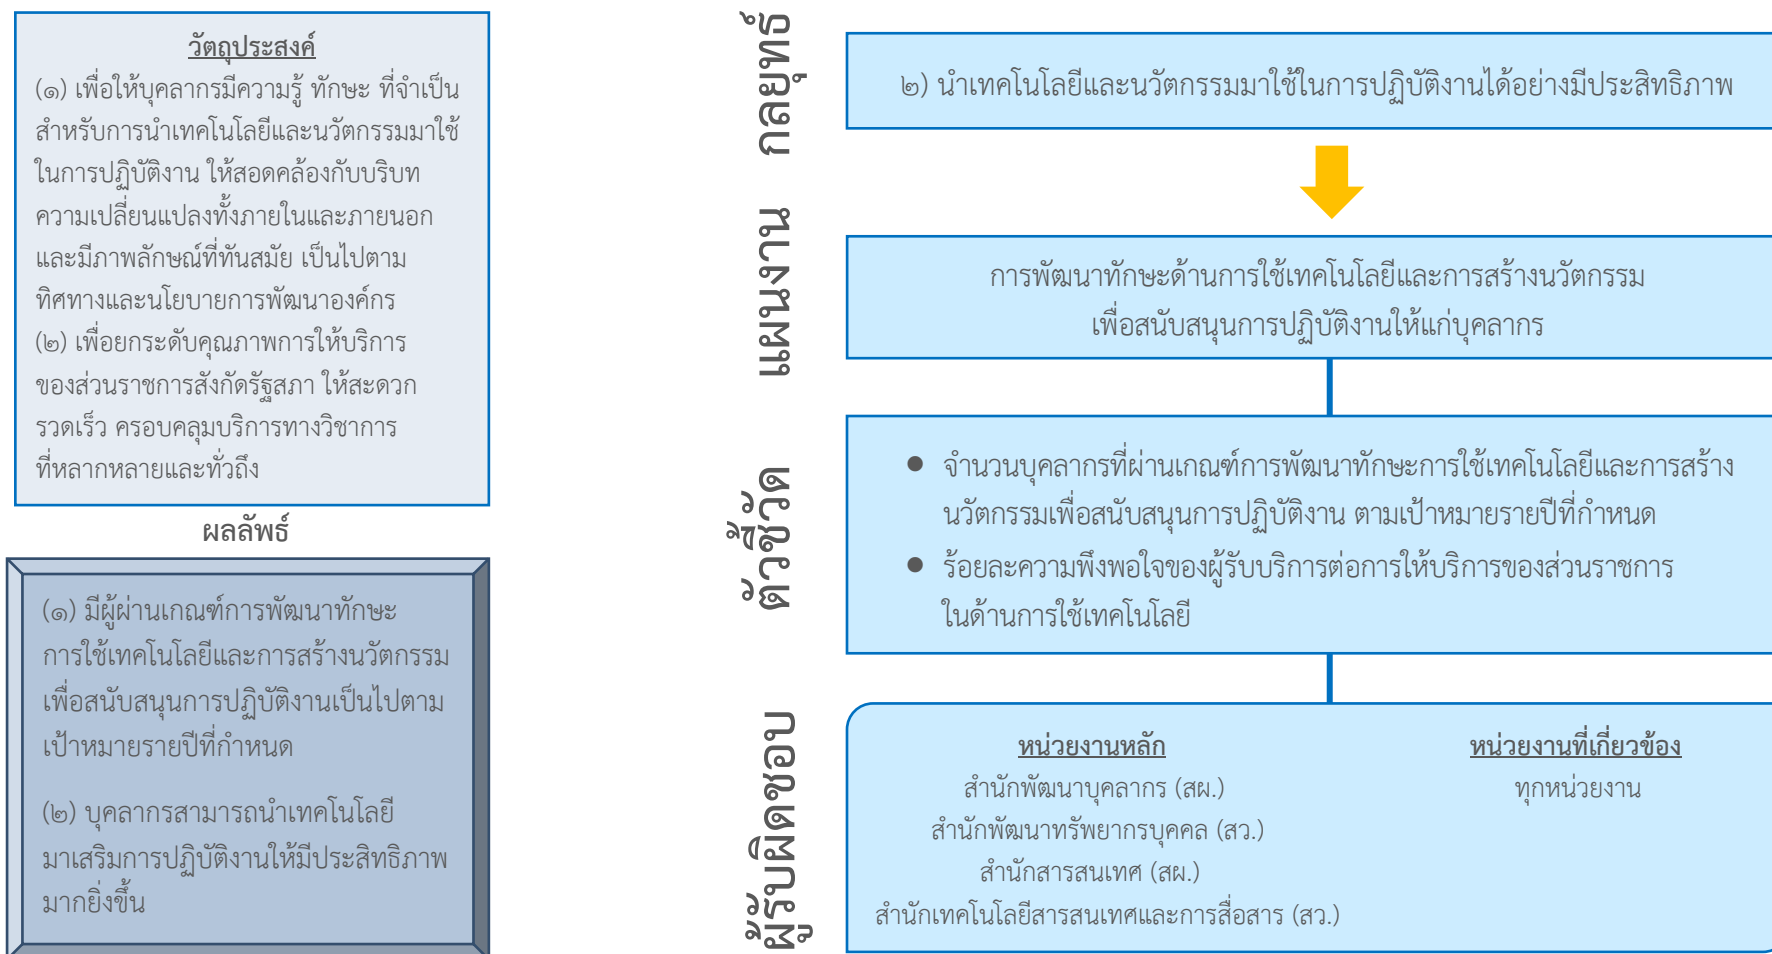 วัตถุประสงค์
(๑) เพื่อให้บุคลากรมีความรู้ ทักษะ ที่จำเป็น
สำหรับการนำเทคโนโลยีและนวัตกรรมมาใช้
ในการปฏิบัติงาน ให้สอดคล้องกับบริบท
ความเปลี่ยนแปลงทั้งภายในและภายนอก
และมีภาพลักษณ์ที่ทันสมัย เป็นไปตาม
ทิศทางและนโยบายการพัฒนาองค์กร
(๒) เพื่อยกระดับคุณภาพการให้บริการ
ของส่วนราชการสังกัดรัฐสภา ให้สะดวก
รวดเร็ว ครอบคลุมบริการทางวิชาการ
ที่หลากหลายและทั่วถึง
ผลลัพธ์
(๑) มีผู้ผ่านเกณฑ์การพัฒนาทักษะ
การใช้เทคโนโลยีและการสร้างนวัตกรรม
เพื่อสนับสนุนการปฏิบัติงานเป็นไปตาม
เป้าหมายรายปีที่กำหนด
(๒) บุคลากรสามารถนำเทคโนโลยี
มาเสริมการปฏิบัติงานให้มีประสิทธิภาพ
มากยิ่งขึ้น
กลยุทธ์
๒) นำเทคโนโลยีและนวัตกรรมมาใช้ในการปฏิบัติงานได้อย่างมีประสิทธิภาพ
แผนงาน
การพัฒนาทักษะด้านการใช้เทคโนโลยีและการสร้างนวัตกรรม
เพื่อสนับสนุนการปฏิบัติงานให้แก่บุคลากร
ตัวชี้วัด
● จำนวนบุคลากรที่ผ่านเกณฑ์การพัฒนาทักษะการใช้เทคโนโลยีและการสร้าง
นวัตกรรมเพื่อสนับสนุนการปฏิบัติงาน ตามเป้าหมายรายปีที่กำหนด
● ร้อยละความพึงพอใจของผู้รับบริการต่อการให้บริการของส่วนราชการ
ในด้านการใช้เทคโนโลยี
ผู้รับผิดชอบ
หน่วยงานหลัก
สำนักพัฒนาบุคลากร (สผ.)
สำนักพัฒนาทรัพยากรบุคคล (สว.)
สำนักสารสนเทศ (สผ.)
สำนักเทคโนโลยีสารสนเทศและการสื่อสาร (สว.)
หน่วยงานที่เกี่ยวข้อง
ทุกหน่วยงาน